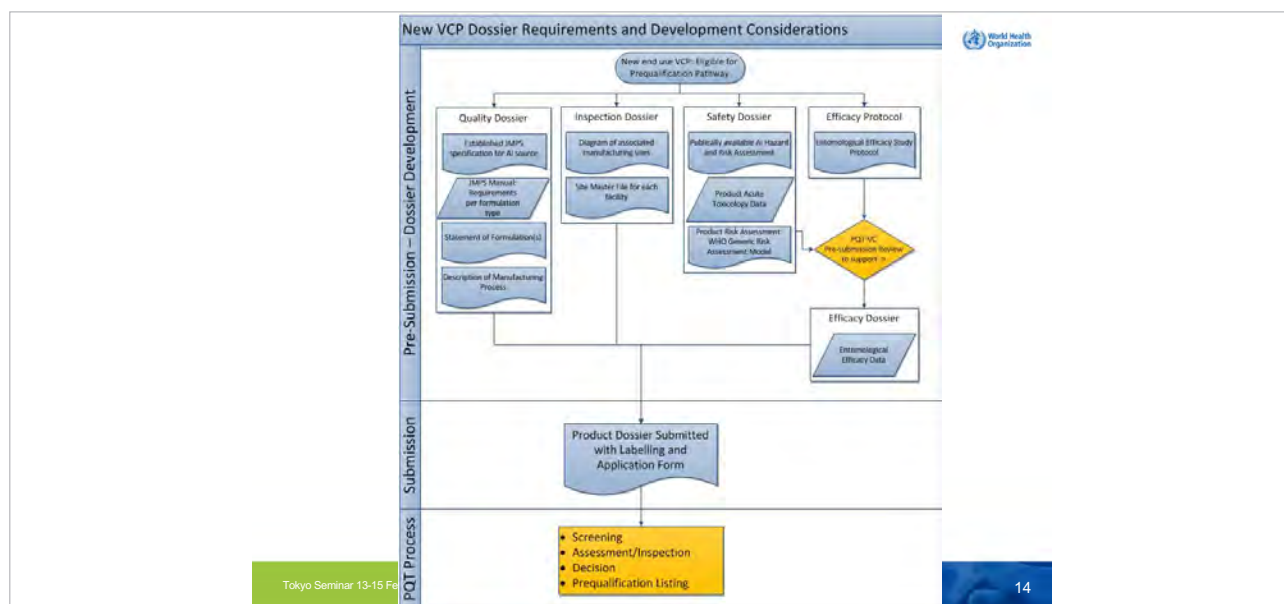 New VCP Dossier Requirements and Development Considerations
World Health
Organization
Pre-Submission – Dossier Development
New end use VCP: Eligible for
Prequalification Pathway
Quality Dossier
Established JMPS
specification for AI source
JMPS Manual:
Requirements
per formulation
type
Statement of Formulation(s)
Description of Manufacturing
Process
Inspection Dossier
Diagram of associated
manufacturing sites
Site Master File for each
facility
Safety Dossier
Publically available AI Hazard
and Risk Assessment
Product Acute
Toxicology Data
Product Risk Assessment:
WHO Generic Risk
Assessment Model
Efficacy Protocol
Entomological Efficacy Study
Protocol
PQT-VC
Pre-submission Review
to support
Efficacy Dossier
Entomological
Efficacy Data
Submission
Product Dossier Submitted
with Labelling and
Application Form
PQT Process
• Screening
• Assessment/Inspection
• Decision
• Prequalification Listing
Tokyo Seminar 13-15 Fe
14